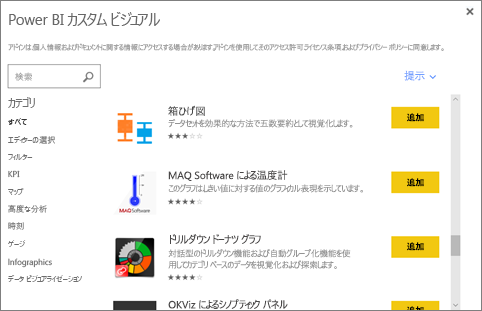 Power BI カスタム ビジュアル
アドインは、個人情報およびドキュメントに関する情報にアクセスする場合があります。アドインを使用してそのアクセス許可、ライセンス条項、およびプライバシー ポリシーに同意します。
検索
提示
カテゴリ
すべて
エディターの選択
フィルター
KPI
マップ
高度な分析
時刻
ゲージ
Infographics
データ ビジュアライゼーション
箱ひげ図
データセットを効果的な方法で五数要約として視覚化します。
★★★☆☆
追加
MAQ Software
MAQ Software による温度計
このグラフはしきい値に対する値のグラフィカル表現を示しています。
★★★★☆
追加
ドリルダウン ドーナツ グラフ
対話型のドリルダウン機能および自動グループ化機能を
使用してカテゴリ ベースのデータを視覚化および探索します。
★★★★☆
追加
OKViz によるシノプティック パネル
追加